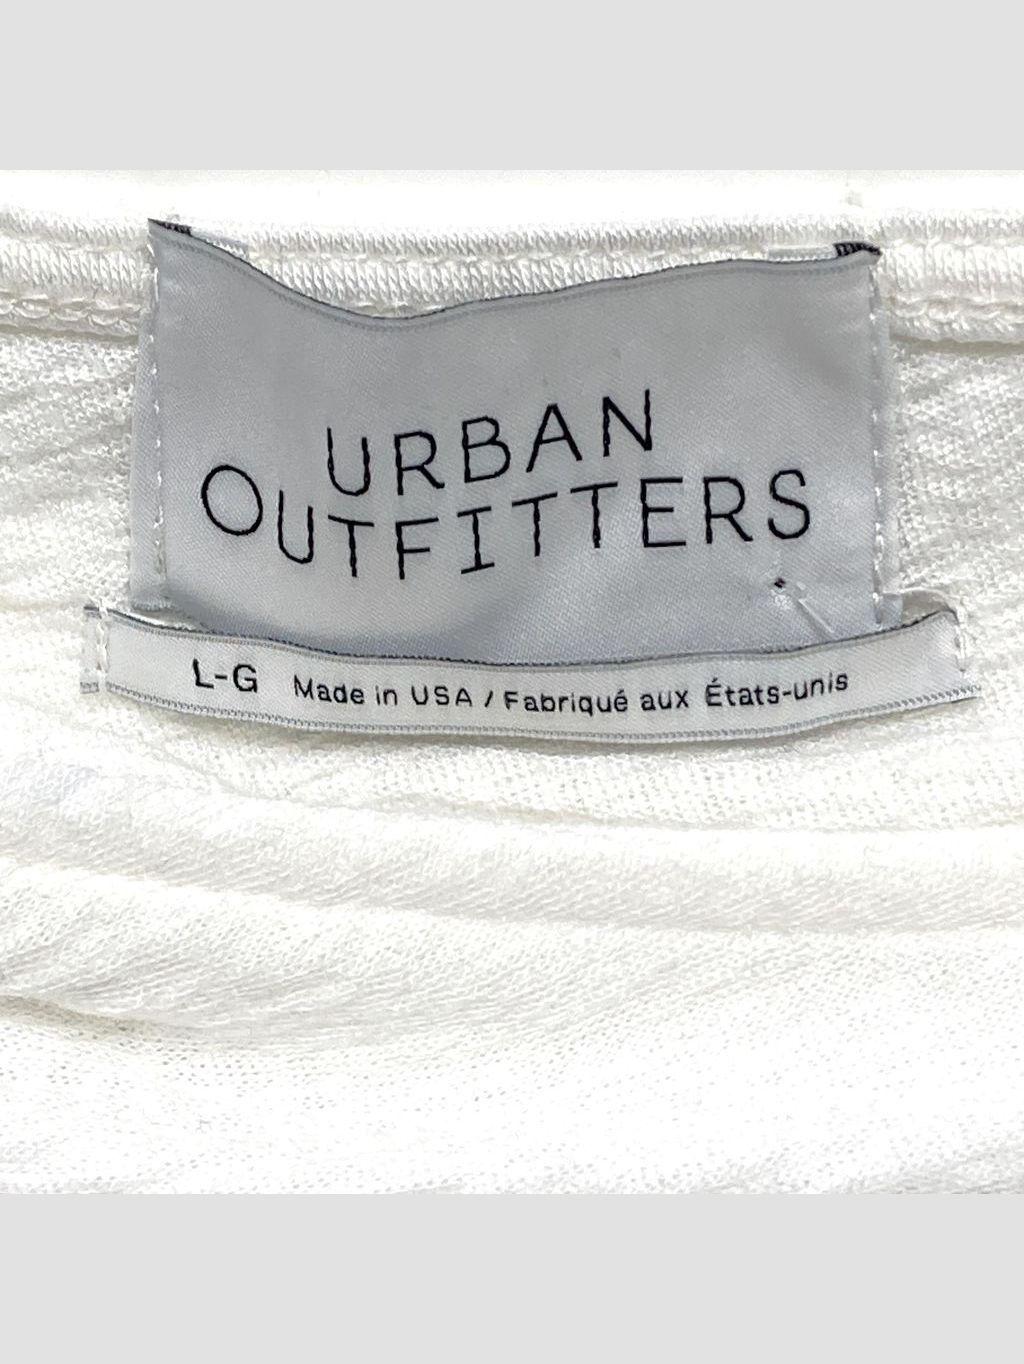 URBAN
OUTFITTERS
L-G Made in USA / Fabriqué aux États-unis